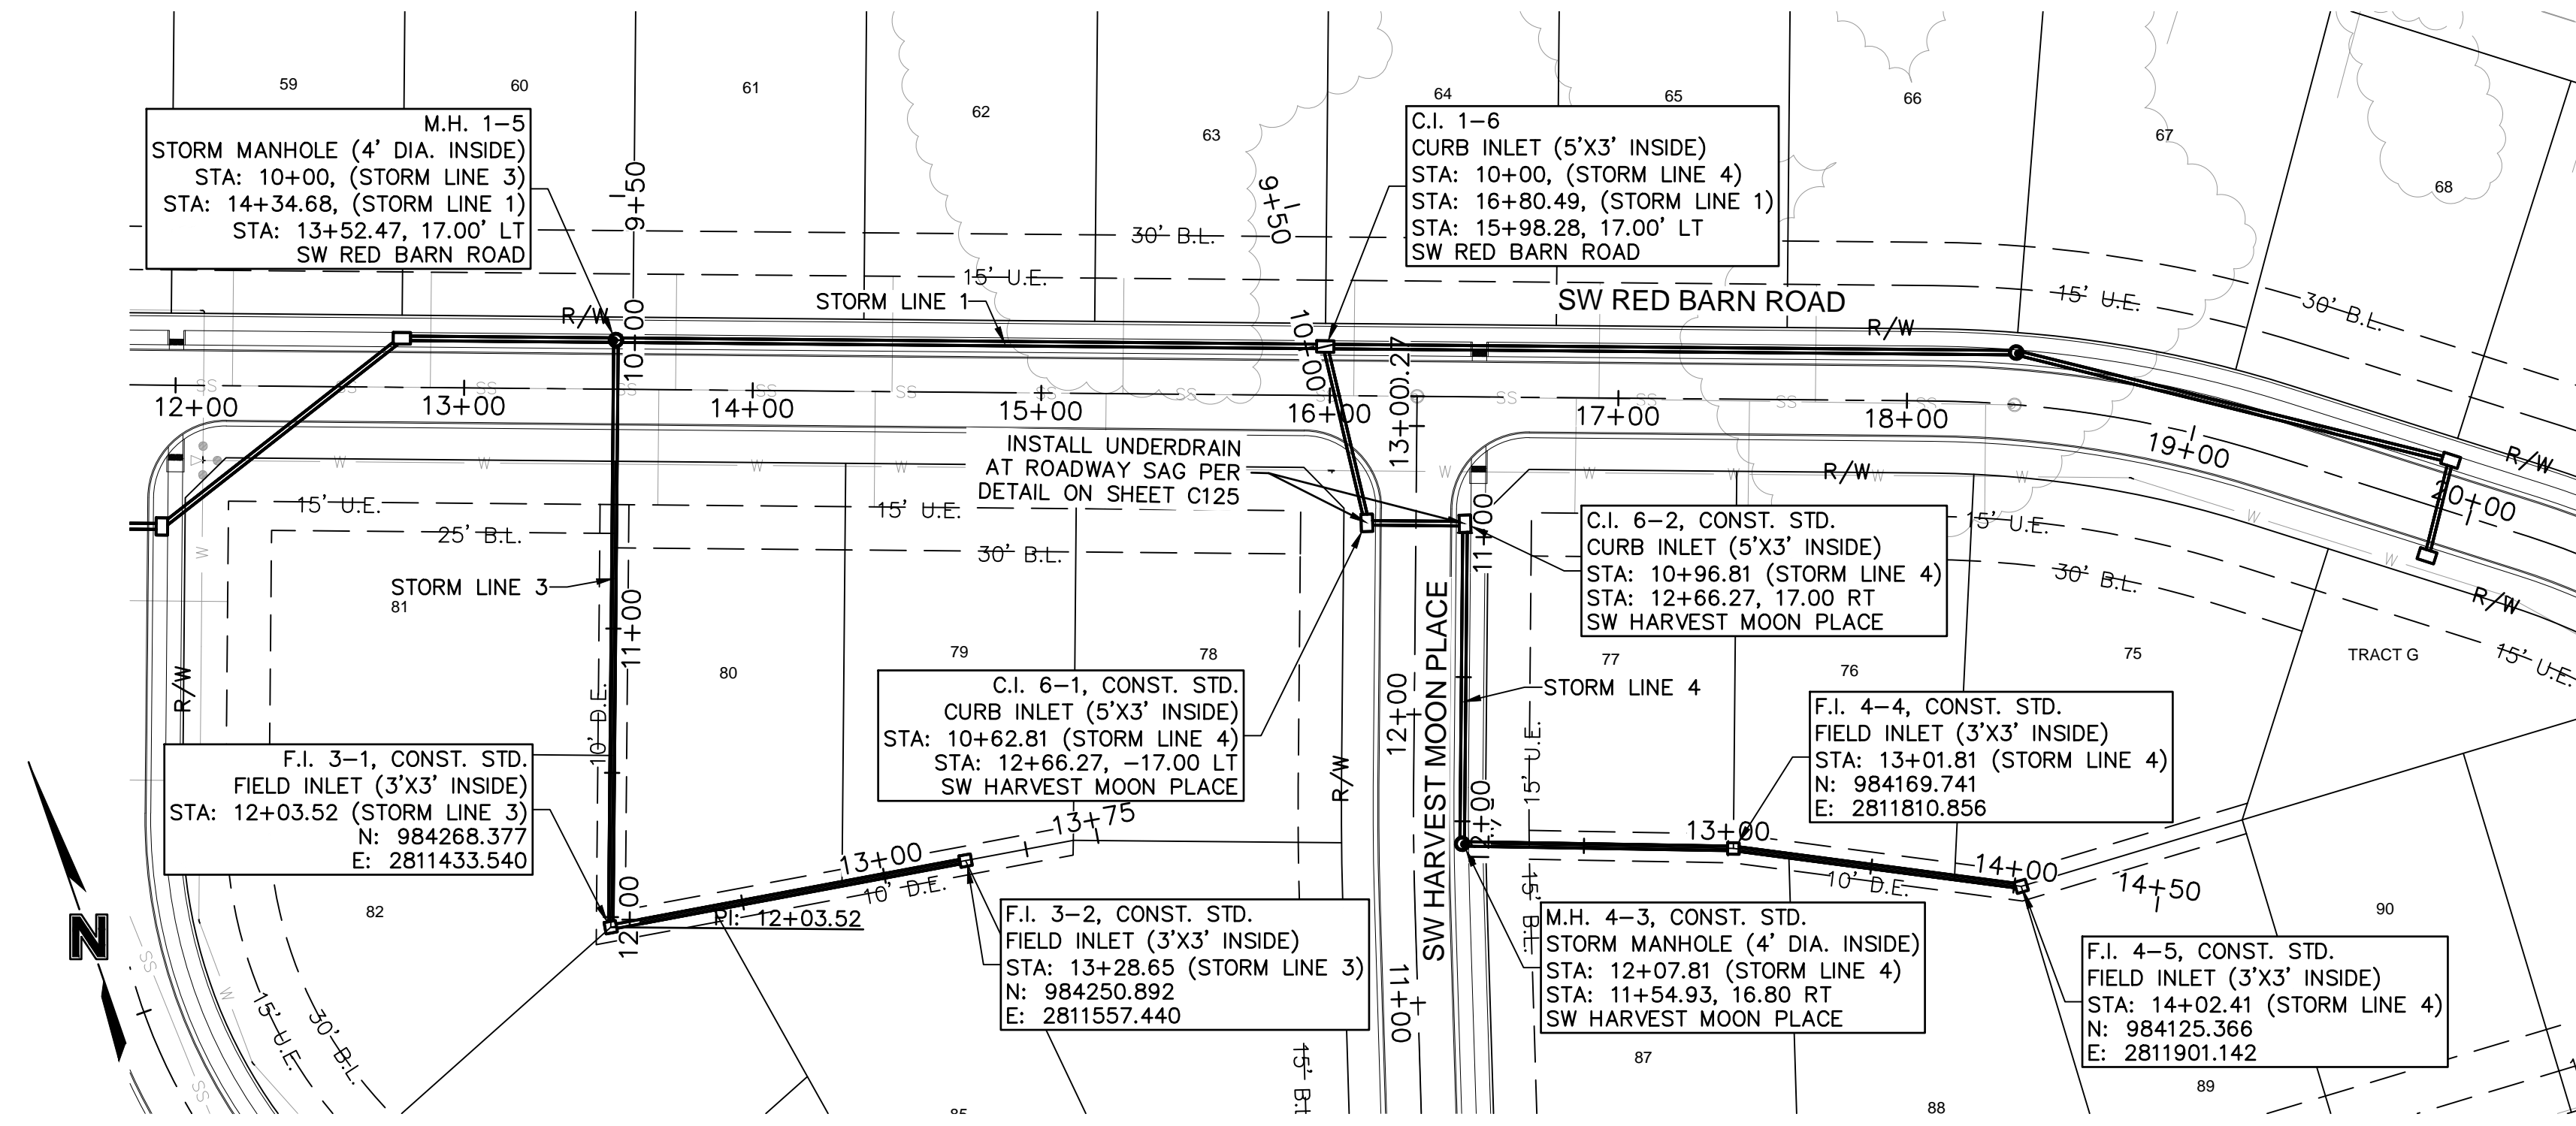 59
60
61
62
63
64
65
66
67
68
M.H. 1-5
STORM MANHOLE (4' DIA. INSIDE)
STA: 10+00, (STORM LINE 3)
STA: 14+34.68, (STORM LINE 1)
STA: 13+52.47, 17.00' LT
SW RED BARN ROAD
9+50
9+50
C.I. 1-6
CURB INLET (5'X3' INSIDE)
STA: 10+00, (STORM LINE 4)
STA: 16+80.49, (STORM LINE 1)
STA: 15+98.28, 17.00' LT
SW RED BARN ROAD
30' B.L.
15' U.E.
STORM LINE 1
SW RED BARN ROAD
15' U.E.
30' B.L.
R/W
R/W
R/W
10+00
10+00
13+00.27
SS SS SS SS SS SS SS SS SS SS SS
12+00
13+00
14+00
15+00
16+00
17+00
18+00
19+00
20+00
INSTALL UNDERDRAIN
AT ROADWAY SAG PER
DETAIL ON SHEET C125
W W W W W W W W W W W
R/W
15' U.E.
25' B.L.
15' U.E.
30' B.L.
15' U.E.
30' B.L.
R/W
15' U.E.
STORM LINE 3
81
11+00
11+00
C.I. 6-2, CONST. STD.
CURB INLET (5'X3' INSIDE)
STA: 10+96.81 (STORM LINE 4)
STA: 12+66.27, 17.00 RT
SW HARVEST MOON PLACE
80
79
78
77
76
75
TRACT G
C.I. 6-1, CONST. STD.
CURB INLET (5'X3' INSIDE)
STA: 10+62.81 (STORM LINE 4)
STA: 12+66.27, -17.00 LT
SW HARVEST MOON PLACE
STORM LINE 4
SW HARVEST MOON PLACE
12+00
R/W
R/W
10' D.E.
15' U.E.
F.I. 4-4, CONST. STD.
FIELD INLET (3'X3' INSIDE)
STA: 13+01.81 (STORM LINE 4)
N: 984169.741
E: 2811810.856
F.I. 3-1, CONST. STD.
FIELD INLET (3'X3' INSIDE)
STA: 12+03.52 (STORM LINE 3)
N: 984268.377
E: 2811433.540
13+00
13+75
10' D.E.
PI: 12+03.52
12+00
13+00
14+00
14+50
10' D.E.
82
15' B.L.
F.I. 3-2, CONST. STD.
FIELD INLET (3'X3' INSIDE)
STA: 13+28.65 (STORM LINE 3)
N: 984250.892
E: 2811557.440
M.H. 4-3, CONST. STD.
STORM MANHOLE (4' DIA. INSIDE)
STA: 12+07.81 (STORM LINE 4)
STA: 11+54.93, 16.80 RT
SW HARVEST MOON PLACE
F.I. 4-5, CONST. STD.
FIELD INLET (3'X3' INSIDE)
STA: 14+02.41 (STORM LINE 4)
N: 984125.366
E: 2811901.142
90
N
W
SS
SS
15' U.E.
30' B.L.
11+00
87
88
89